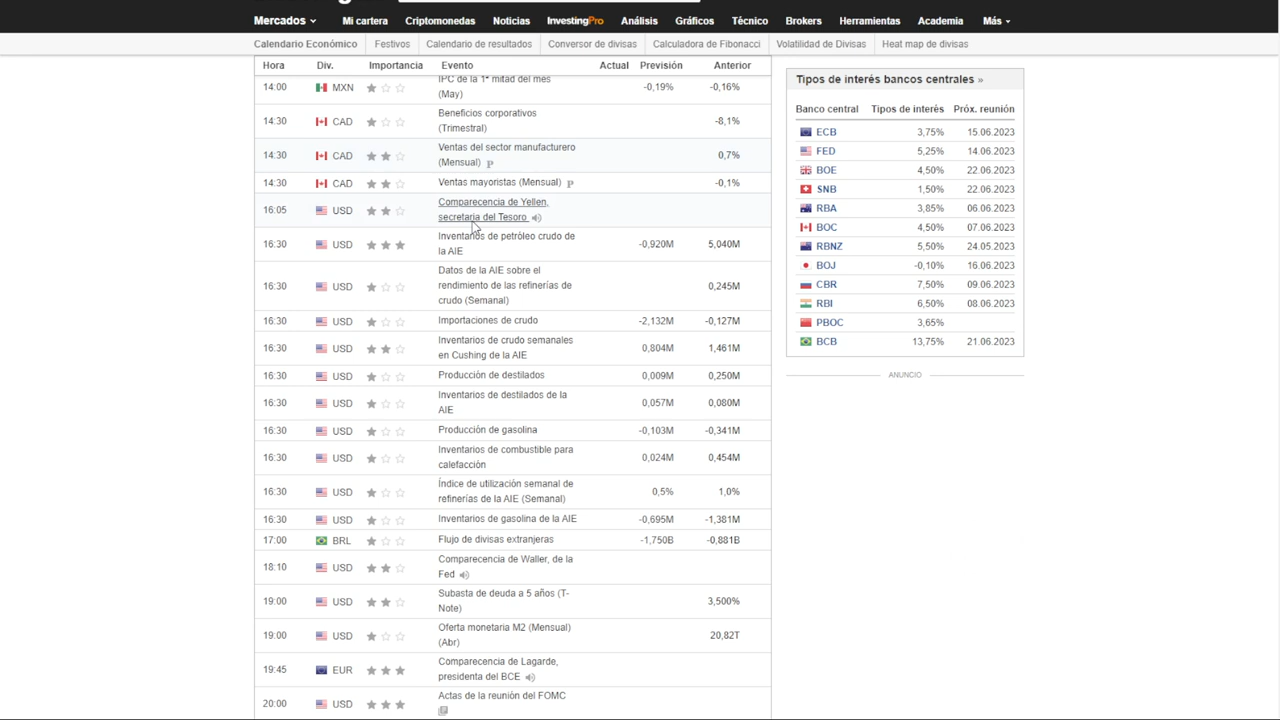 Mercados Mi cartera Criptomonedas Noticias InvestingPro Análisis Gráficos Técnico Brokers Herramientas Academia Más
Calendario Económico Festivos Calendario de resultados Conversor de divisas Calculadora de Fibonacci Volatilidad de Divisas Heat map de divisas
Hora Div. Importancia Evento Actual Previsión Anterior
14:00 MXN IPC de la 1ª mitad del mes
(May) -0,19% -0,16%
14:30 CAD Beneficios corporativos
(Trimestral) -8,1%
14:30 CAD Ventas del sector manufacturero
(Mensual) P 0,7%
14:30 CAD Ventas mayoristas (Mensual) P -0,1%
16:05 USD Comparecencia de Yellen,
secretaria del Tesoro
16:30 USD Inventarios de petróleo crudo de
la AIE -0,920M 5,040M
16:30 USD Datos de la AIE sobre el
rendimiento de las refinerías de
crudo (Semanal) 0,245M
16:30 USD Importaciones de crudo -2,132M -0,127M
16:30 USD Inventarios de crudo semanales
en Cushing de la AIE 0,804M 1,461M
16:30 USD Producción de destilados 0,009M 0,250M
16:30 USD Inventarios de destilados de la
AIE 0,057M 0,080M
16:30 USD Producción de gasolina -0,103M -0,341M
16:30 USD Inventarios de combustible para
calefacción 0,024M 0,454M
16:30 USD Índice de utilización semanal de
refinerías de la AIE (Semanal) 0,5% 1,0%
16:30 USD Inventarios de gasolina de la AIE -0,695M -1,381M
17:00 BRL Flujo de divisas extranjeras -1,750B -0,881B
18:10 USD Comparecencia de Waller, de la
Fed
19:00 USD Subasta de deuda a 5 años (T-
Note) 3,500%
19:00 USD Oferta monetaria M2 (Mensual)
(Abr) 20,82T
19:45 EUR Comparecencia de Lagarde,
presidenta del BCE
20:00 USD Actas de la reunión del FOMC
Tipos de interés bancos centrales »
Banco central Tipos de interés Próx. reunión
ECB 3,75% 15.06.2023
FED 5,25% 14.06.2023
BOE 4,50% 22.06.2023
SNB 1,50% 22.06.2023
RBA 3,85% 06.06.2023
BOC 4,50% 07.06.2023
RBNZ 5,50% 24.05.2023
BOJ -0,10% 16.06.2023
CBR 7,50% 09.06.2023
RBI 6,50% 08.06.2023
PBOC 3,65%
BCB 13,75% 21.06.2023
ANUNCIO